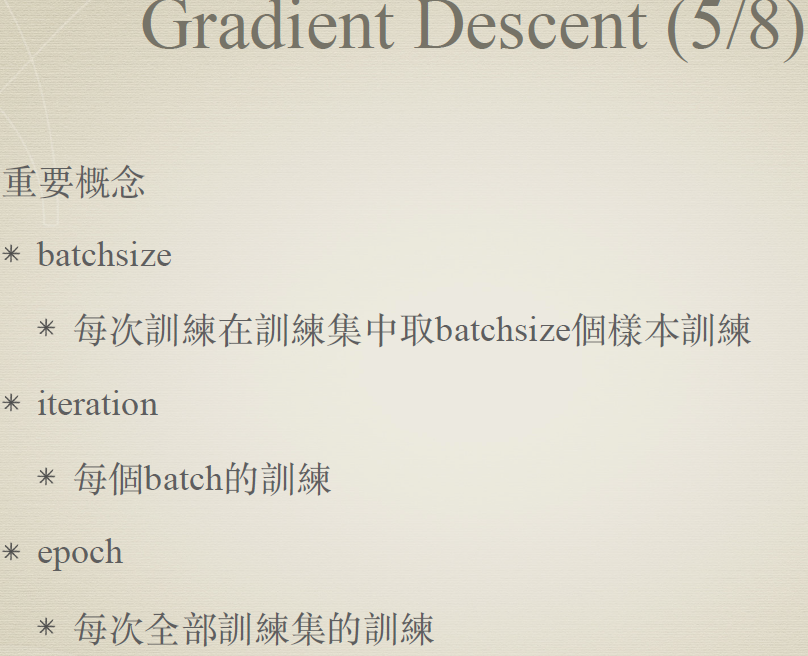 Gradient Descent (5/8)
重要概念
batchsize
每次訓練在訓練集中取batchsize個樣本訓練
iteration
每個batch的訓練
epoch
每次全部訓練集的訓練